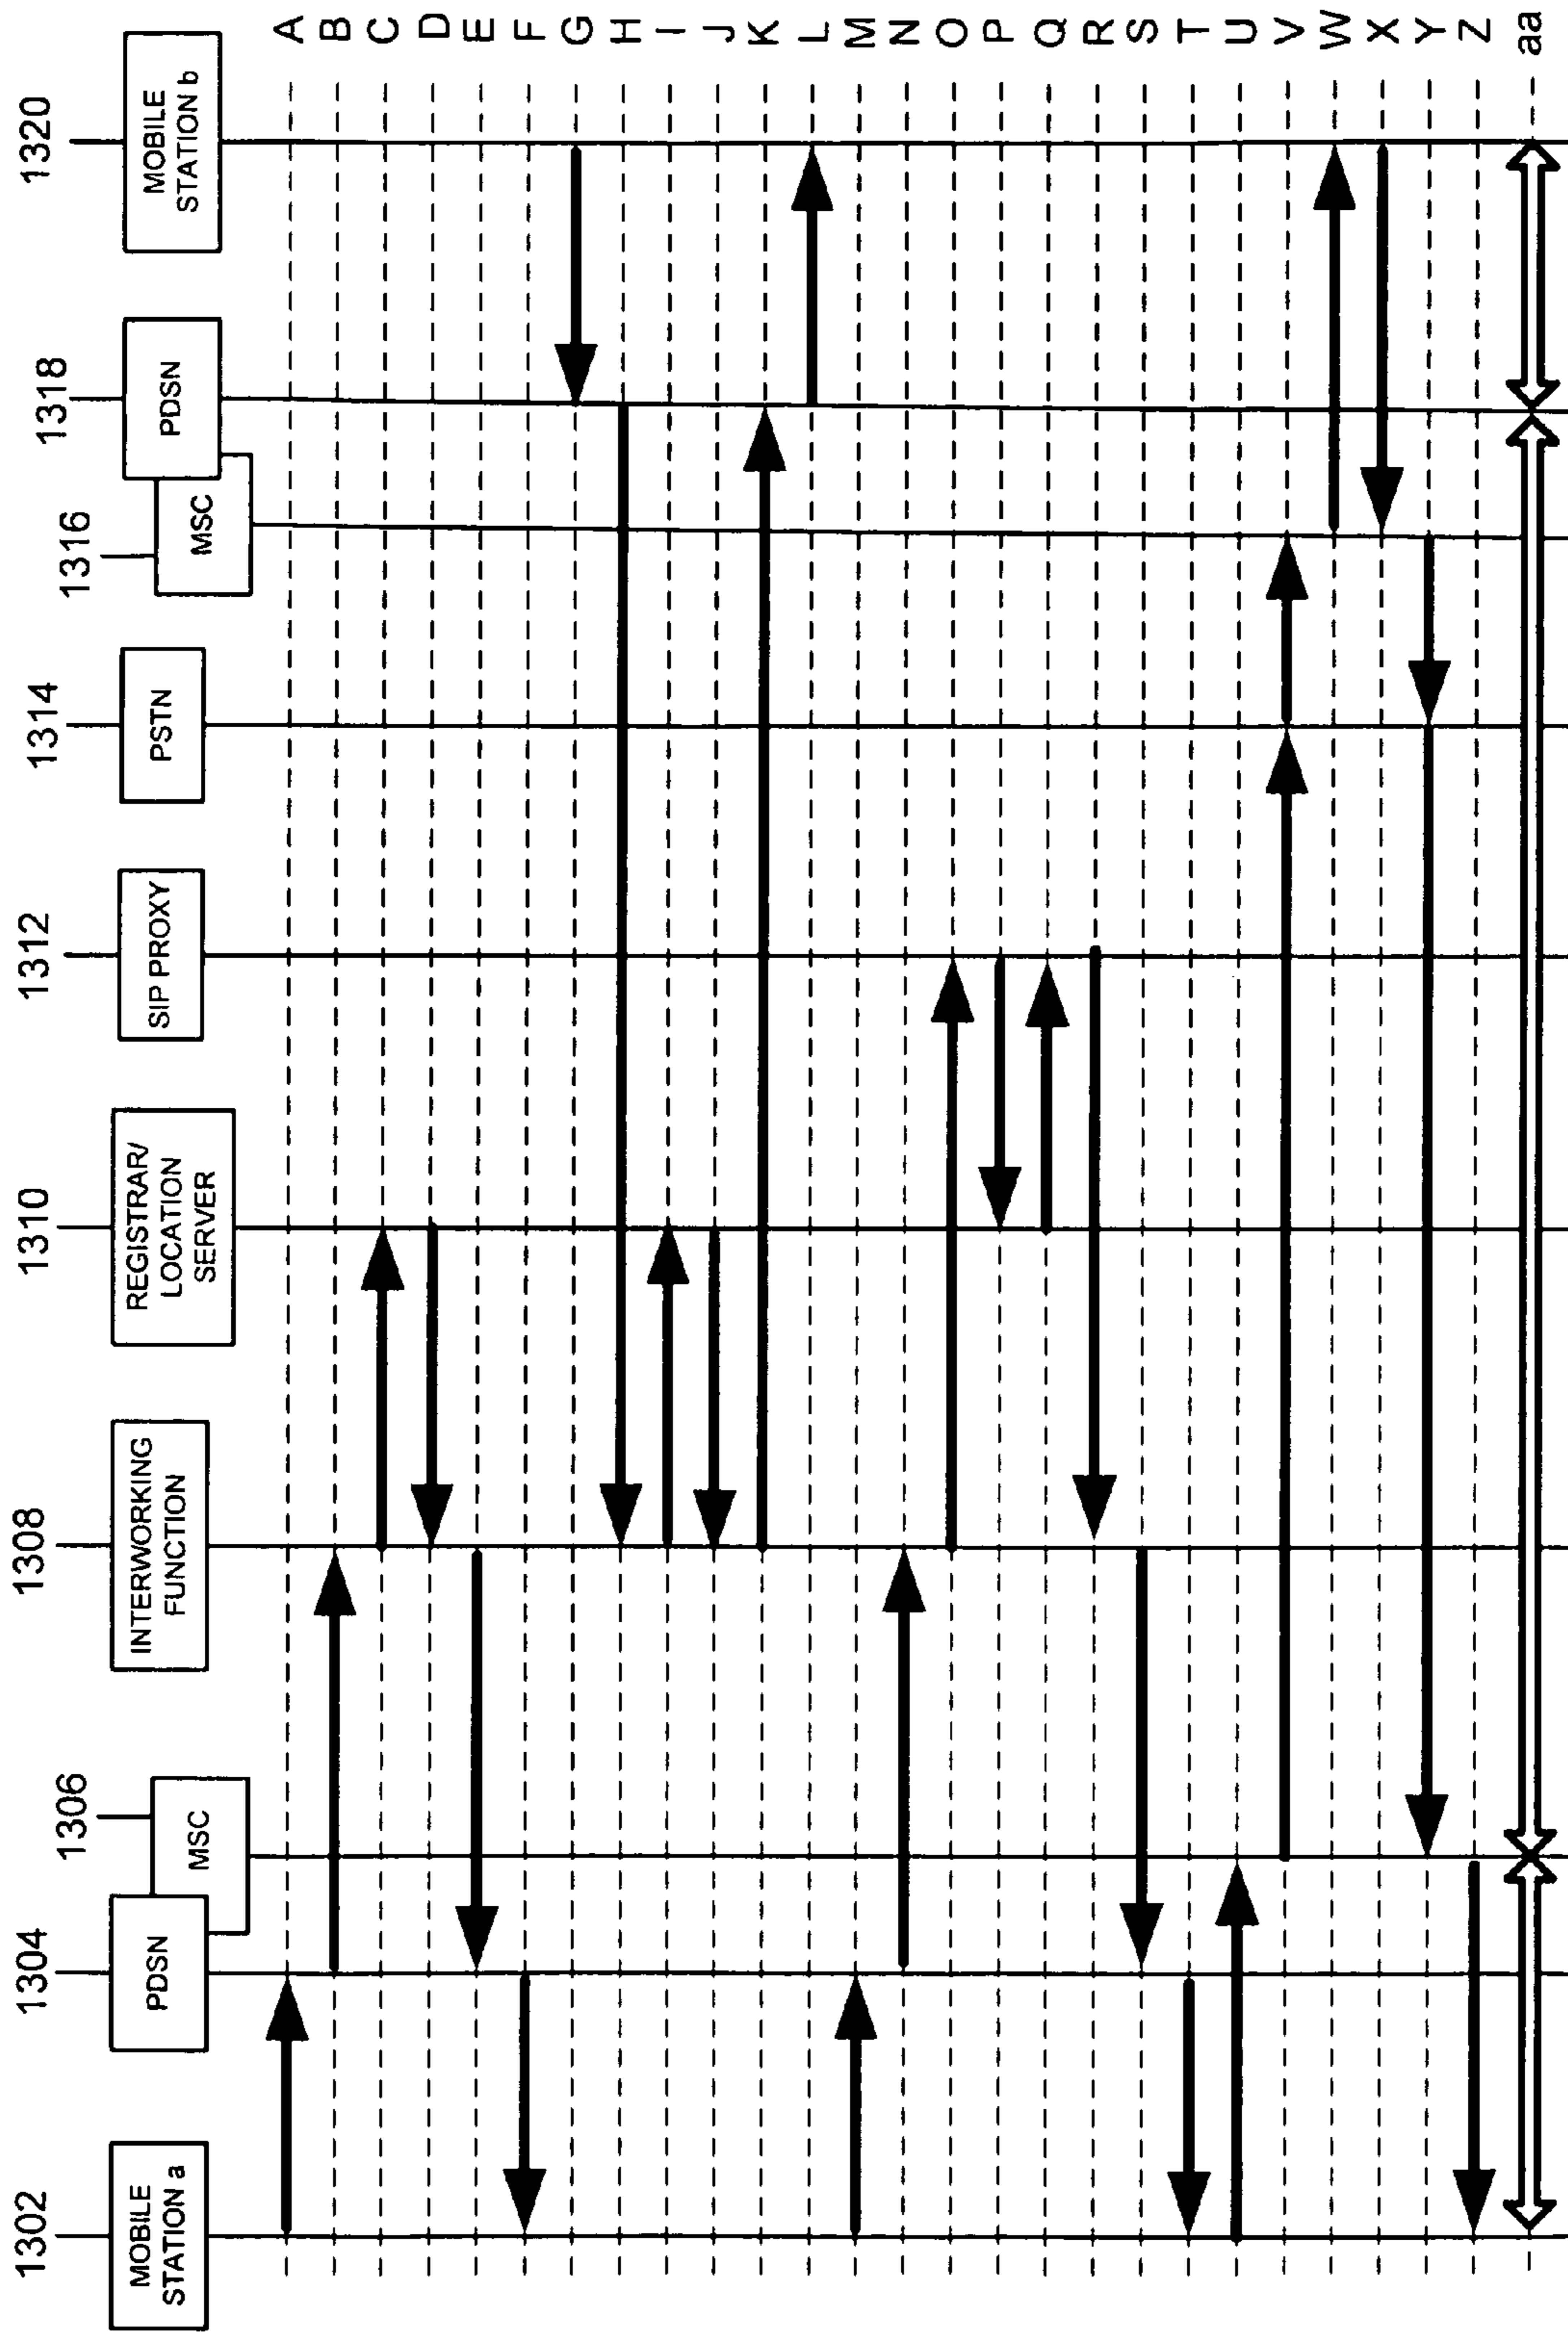 1302
MOBILE
STATION a
1304
PDSN
1306
MSC
1308
INTERWORKING
FUNCTION
1310
REGISTRAR/
LOCATION
SERVER
1312
SIP PROXY
1314
PSTN
1316
MSC
1318
PDSN
1320
MOBILE
STATION b
A
B
C
D
E
F
G
H
I
J
K
L
M
N
O
P
Q
R
S
T
U
V
W
X
Y
Z
aa